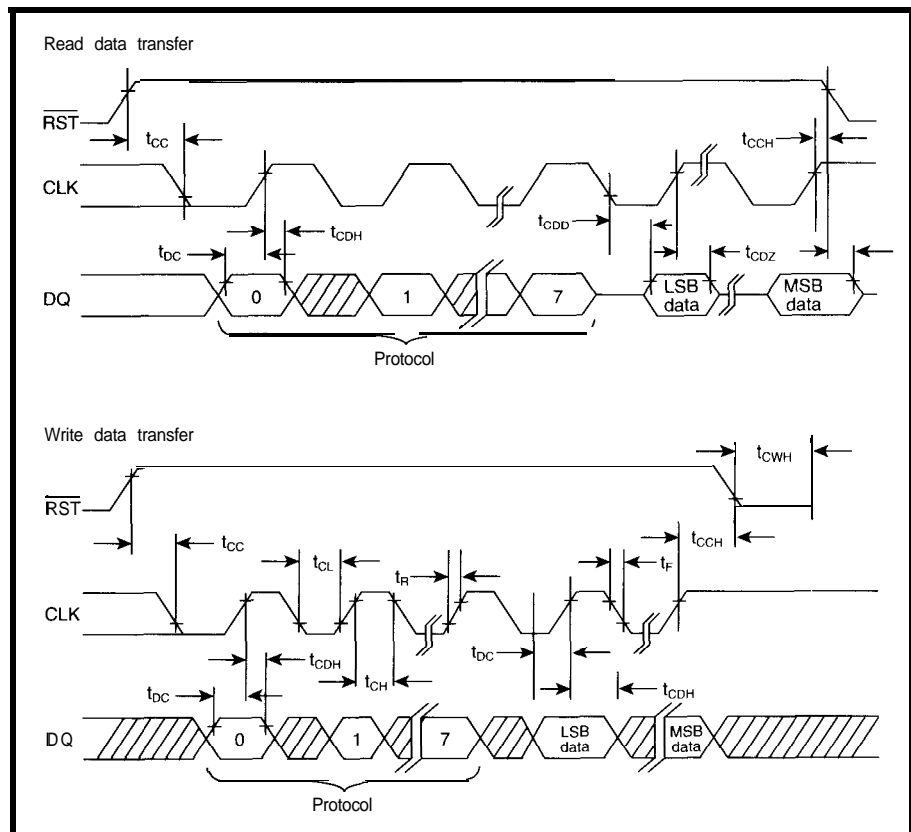 Read data transfer
RST
tCC
tCCH
CLK
tCDD
tCDH
tDC
tCDZ
DQ
0
1
7
LSB
data
MSB
data
Protocol
Write data transfer
RST
tCWH
tCC
tCL
tR
tF
tCCH
CLK
tDC
tCDH
tCH
tDC
tCDH
DQ
0
1
7
LSB
data
MSB
data
Protocol